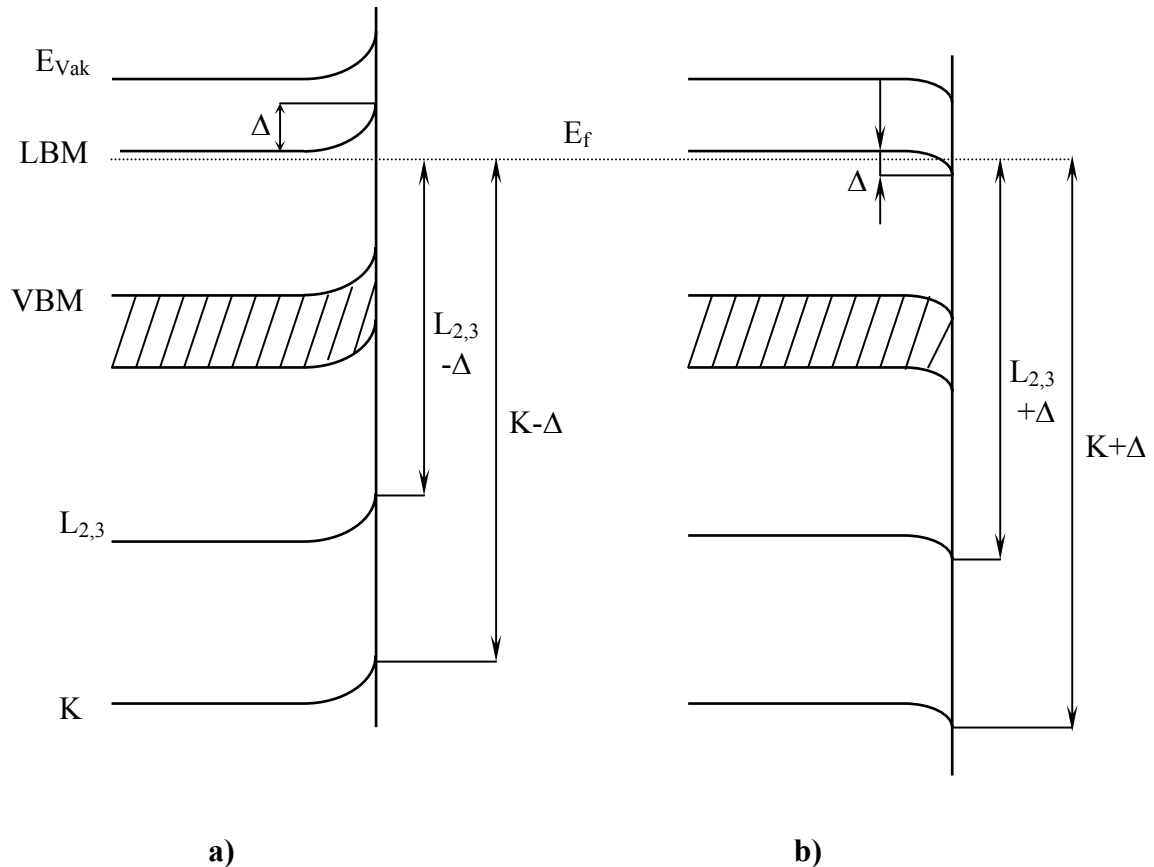 E_Vak
Δ
LBM
E_f
Δ
VBM
L_2,3
-Δ
K-Δ
L_2,3
+Δ
K+Δ
L_2,3
K
a)
b)